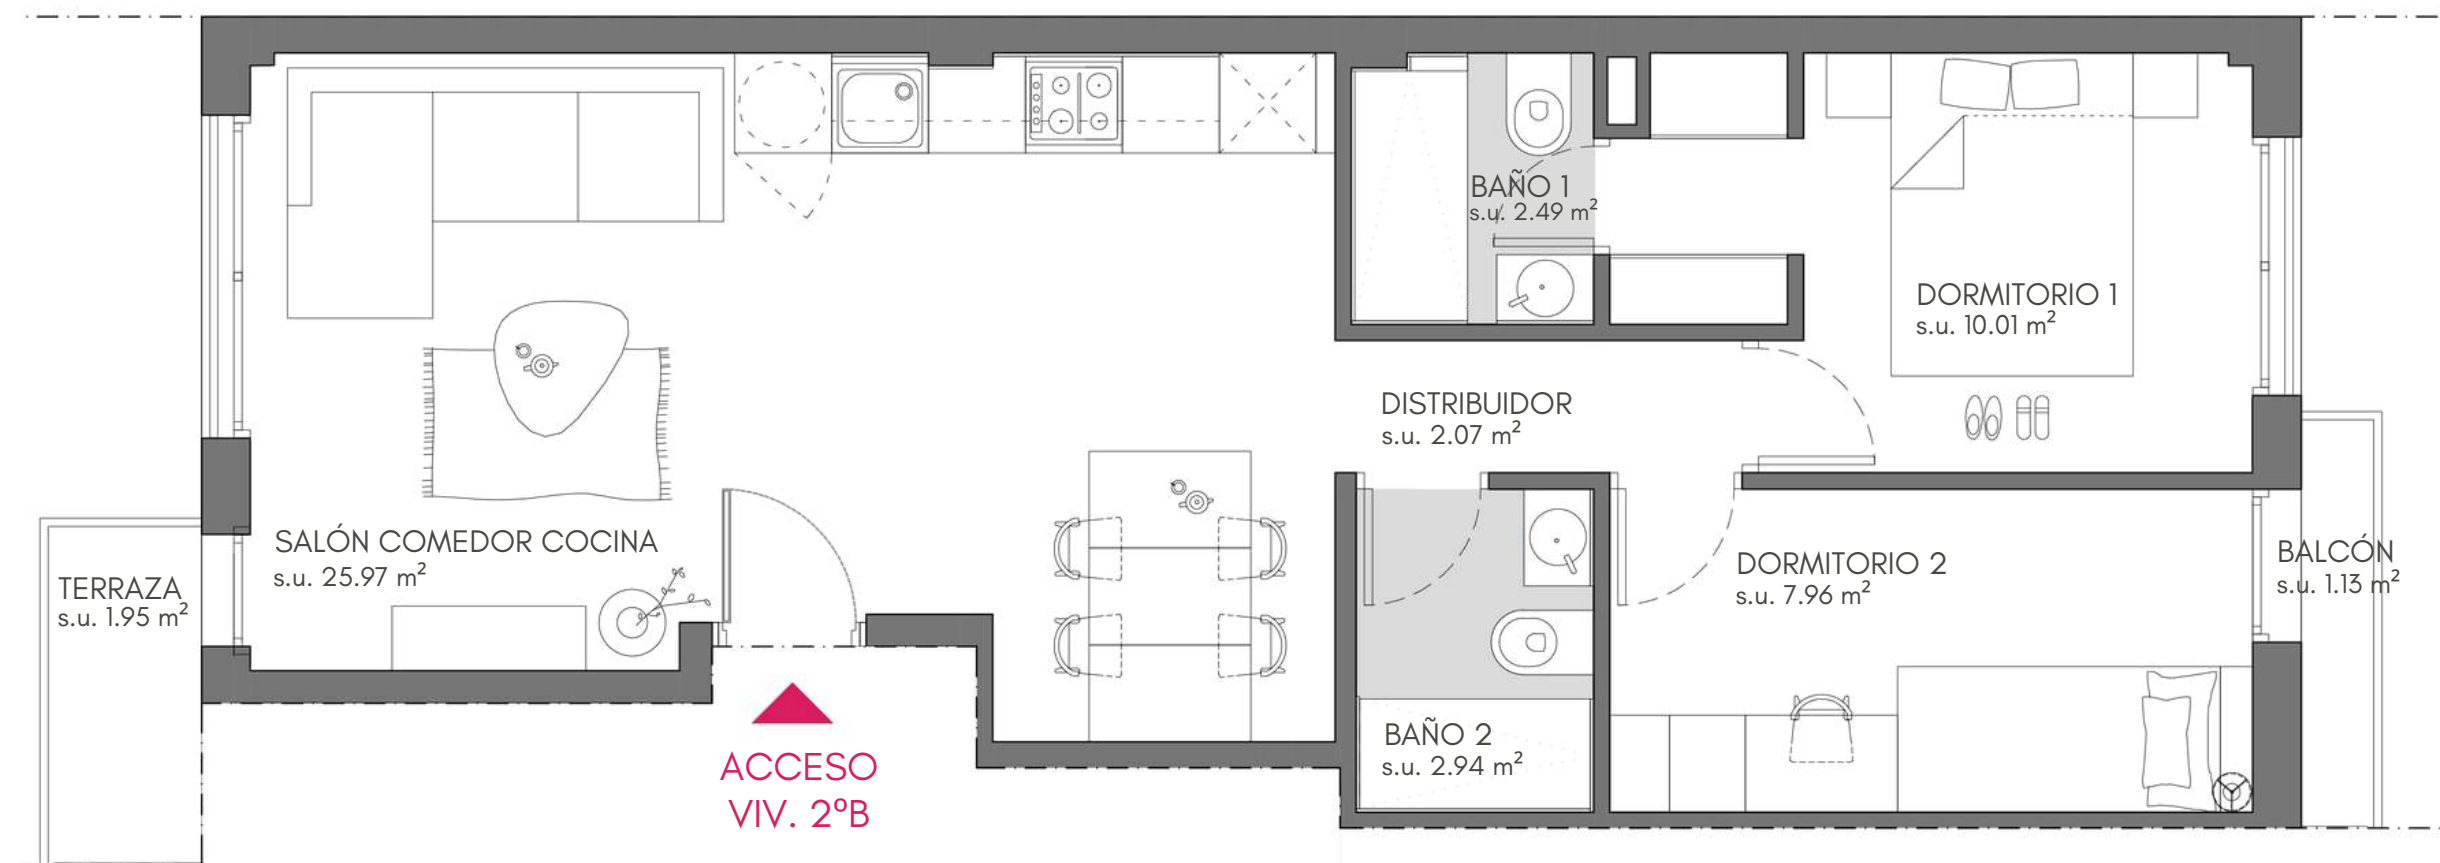 BAÑO 1
s.u. 2.49 m²
DORMITORIO 1
s.u. 10.01 m²
DISTRIBUIDOR
s.u. 2.07 m²
SALÓN COMEDOR COCINA
s.u. 25.97 m²
TERRAZA
s.u. 1.95 m²
DORMITORIO 2
s.u. 7.96 m²
BALCÓN
s.u. 1.13 m²
BAÑO 2
s.u. 2.94 m²
ACCESO
VIV. 2ºB